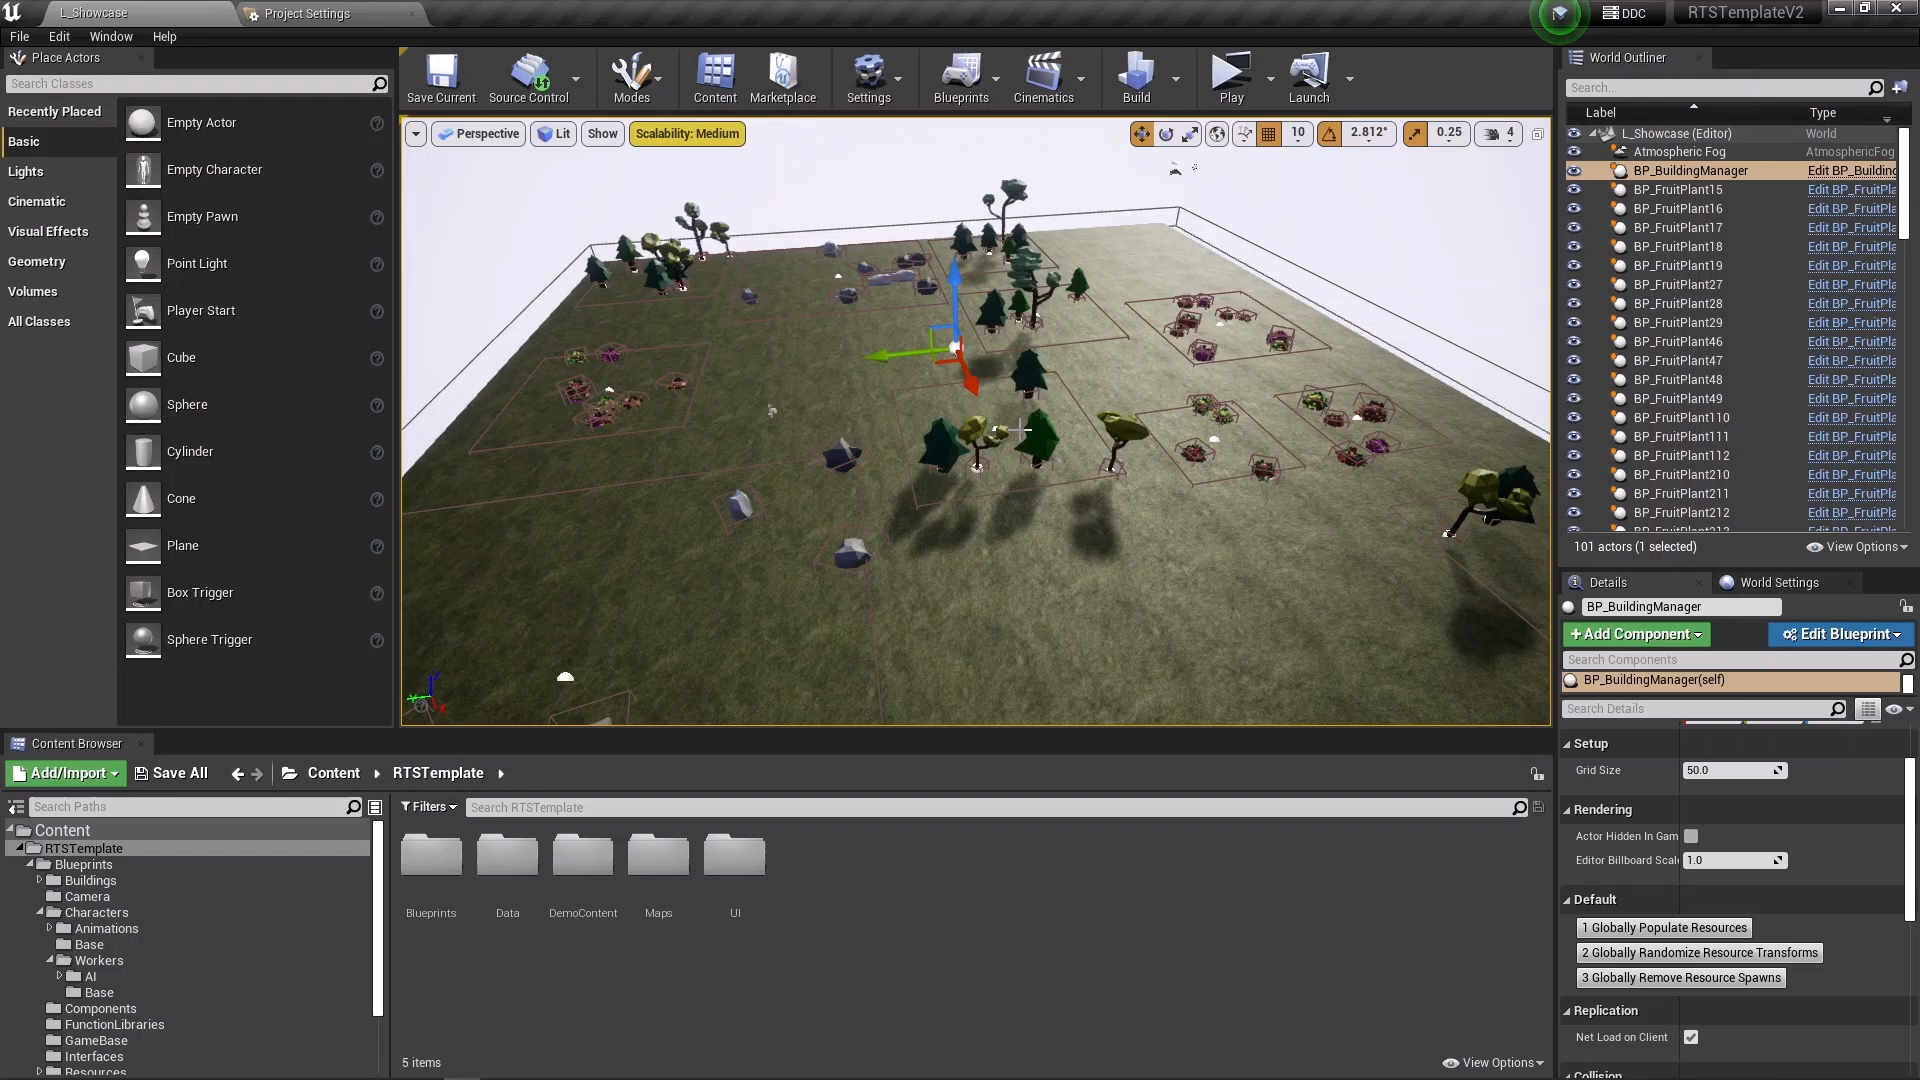 L_Showcase
Project Settings
DDC
RTSTemplateV2
File Edit Window Help
Place Actors
Search Classes
Recently Placed
Basic
Lights
Cinematic
Visual Effects
Geometry
Volumes
All Classes
Empty Actor
Empty Character
Empty Pawn
Point Light
Player Start
Cube
Sphere
Cylinder
Cone
Plane
Box Trigger
Sphere Trigger
Save Current
Source Control
Modes
Content
Marketplace
Settings
Blueprints
Cinematics
Build
Play
Launch
Perspective
Lit
Show
Scalability: Medium
10
2.812°
0.25
4
World Outliner
Search...
Label Type
L_Showcase (Editor) World
Atmospheric Fog AtmosphericFog
BP_BuildingManager Edit BP_Building
BP_FruitPlant15 Edit BP_FruitPla
BP_FruitPlant16 Edit BP_FruitPla
BP_FruitPlant17 Edit BP_FruitPla
BP_FruitPlant18 Edit BP_FruitPla
BP_FruitPlant19 Edit BP_FruitPla
BP_FruitPlant27 Edit BP_FruitPla
BP_FruitPlant28 Edit BP_FruitPla
BP_FruitPlant29 Edit BP_FruitPla
BP_FruitPlant46 Edit BP_FruitPla
BP_FruitPlant47 Edit BP_FruitPla
BP_FruitPlant48 Edit BP_FruitPla
BP_FruitPlant49 Edit BP_FruitPla
BP_FruitPlant110 Edit BP_FruitPla
BP_FruitPlant111 Edit BP_FruitPla
BP_FruitPlant112 Edit BP_FruitPla
BP_FruitPlant210 Edit BP_FruitPla
BP_FruitPlant211 Edit BP_FruitPla
BP_FruitPlant212 Edit BP_FruitPla
BP_FruitPlant213 Edit BP_FruitPla
101 actors (1 selected)
View Options
Details
World Settings
BP_BuildingManager
+Add Component
Edit Blueprint
Search Components
BP_BuildingManager(self)
Search Details
Setup
Grid Size 50.0
Rendering
Actor Hidden In Gam
Editor Billboard Scale 1.0
Default
1 Globally Populate Resources
2 Globally Randomize Resource Transforms
3 Globally Remove Resource Spawns
Replication
Net Load on Client
Collision
Content Browser
Add/Import
Save All
Content
RTSTemplate
Search Paths
Filters
Search RTSTemplate
Content
RTSTemplate
Blueprints
Buildings
Camera
Characters
Animations
Base
Workers
AI
Base
Components
FunctionLibraries
GameBase
Interfaces
Resources
Blueprints
Data
DemoContent
Maps
UI
5 items
View Options